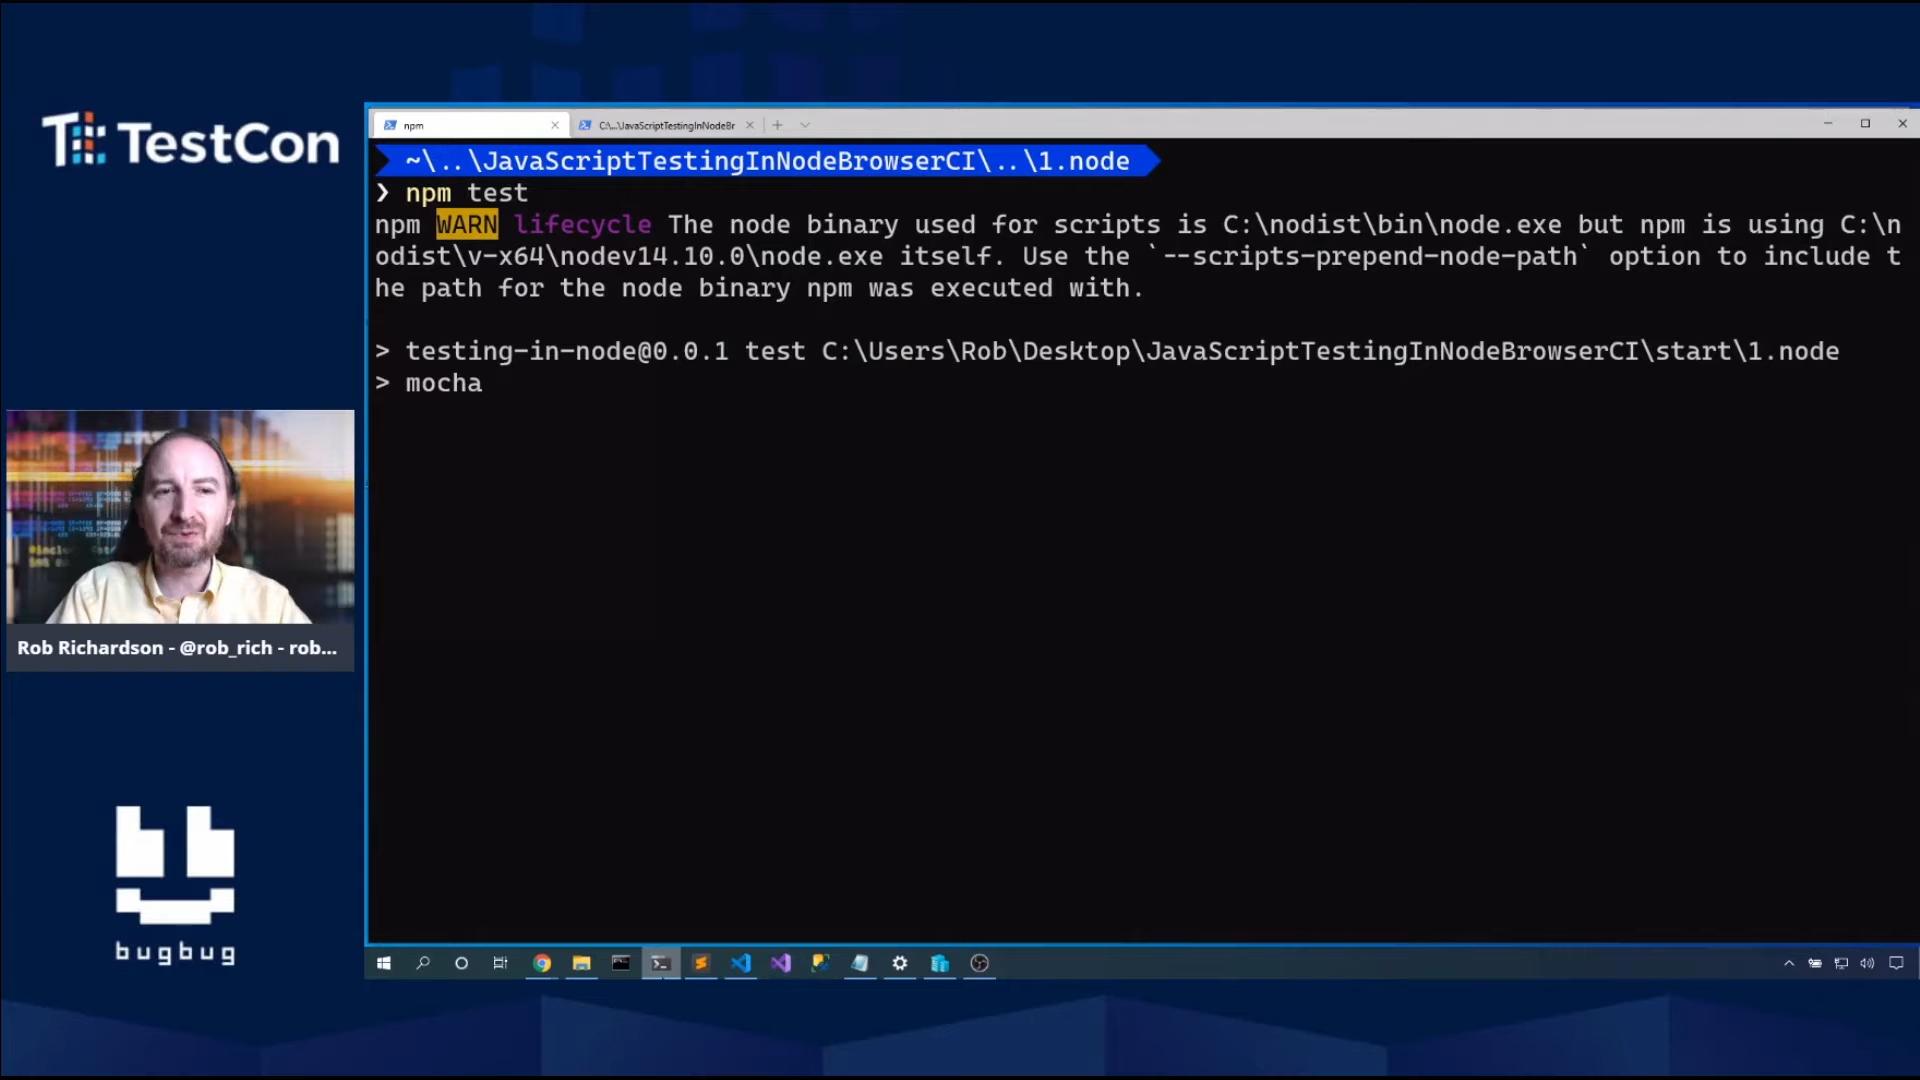 TestCon
npm
C:\...\JavaScriptTestingInNodeBr
~\..\JavaScriptTestingInNodeBrowserCI\..\1.node
❯ npm test
npm WARN lifecycle The node binary used for scripts is C:\nodist\bin\node.exe but npm is using C:\n
odist\v-x64\nodev14.10.0\node.exe itself. Use the `--scripts-prepend-node-path` option to include t
he path for the node binary npm was executed with.
> testing-in-node@0.0.1 test C:\Users\Rob\Desktop\JavaScriptTestingInNodeBrowserCI\start\1.node
> mocha
Rob Richardson - @rob_rich - rob...
bugbug